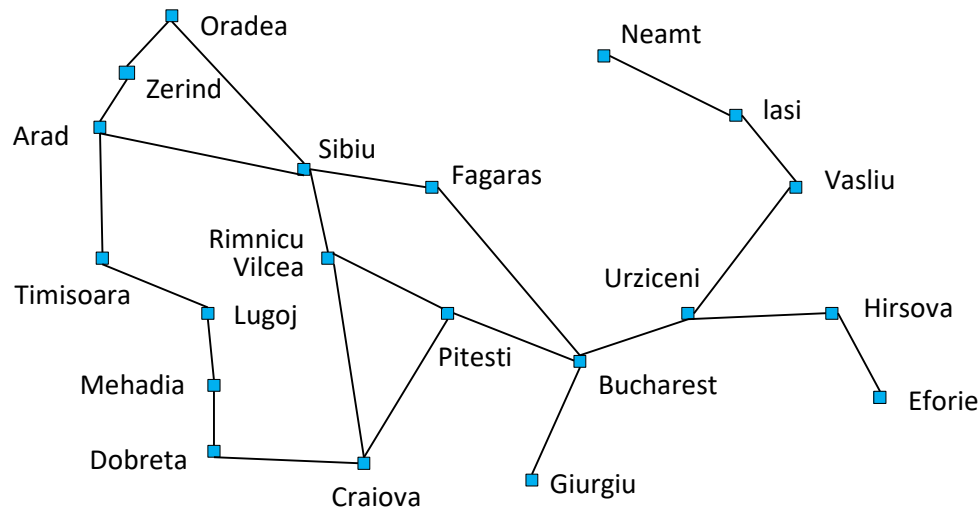 Oradea
Neamt
Zerind
Iasi
Arad
Sibiu
Fagaras
Vasliu
Rimnicu
Vilcea
Urziceni
Timisoara
Lugoj
Hirsova
Pitesti
Mehadia
Bucharest
Eforie
Dobreta
Craiova
Giurgiu